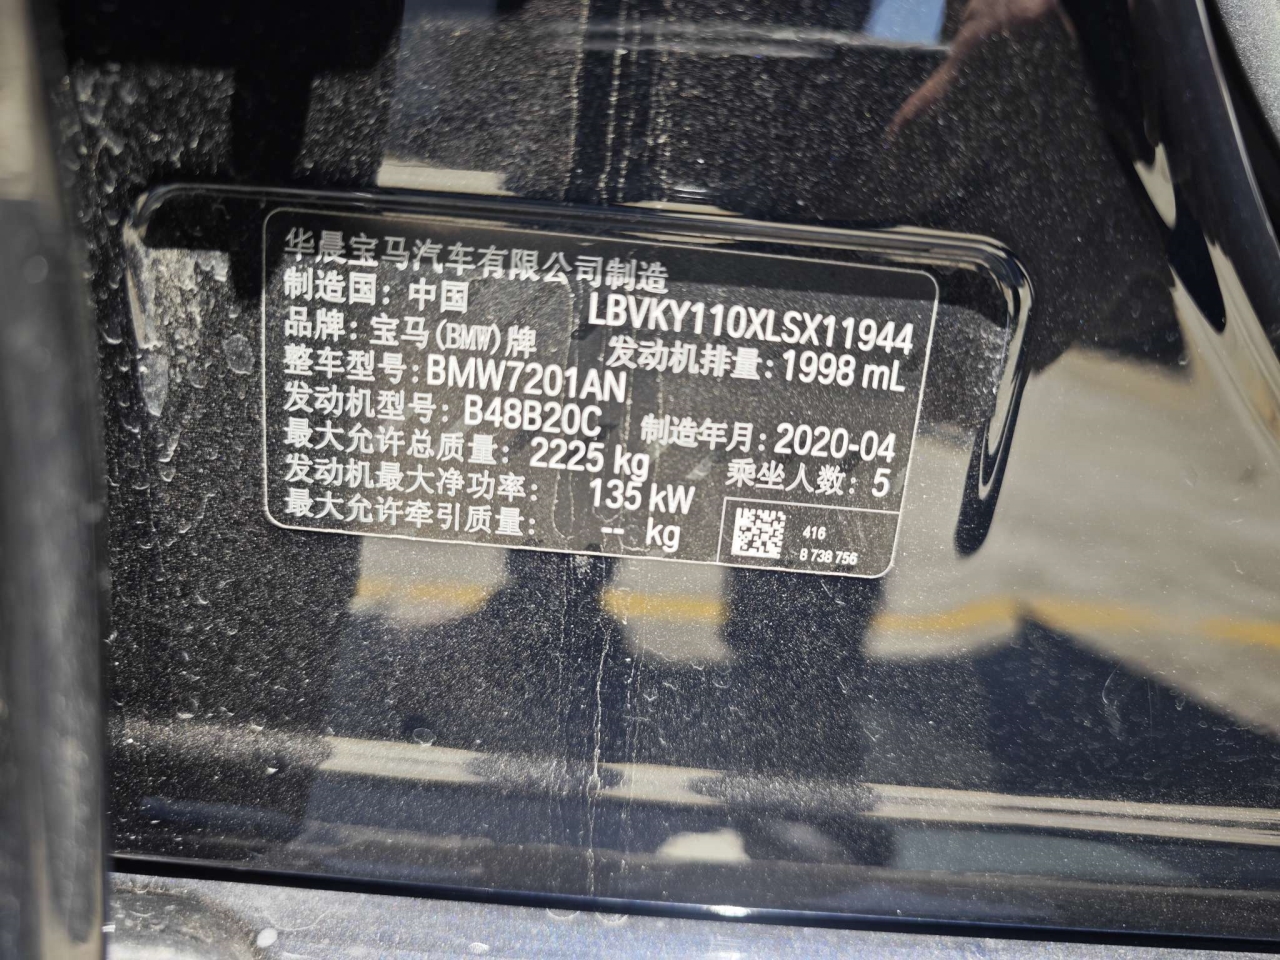 华晨宝马汽车有限公司制造
制造国：中国 LBVKY110XLSX11944
品牌：宝马(BMW)牌 发动机排量：1998 mL
整车型号：BMW7201AN
发动机型号：B48B20C 制造年月：2020-04
最大允许总质量：2225 kg 乘坐人数：5
发动机最大净功率：135 kW
最大允许牵引质量：-- kg
416
8 738 756